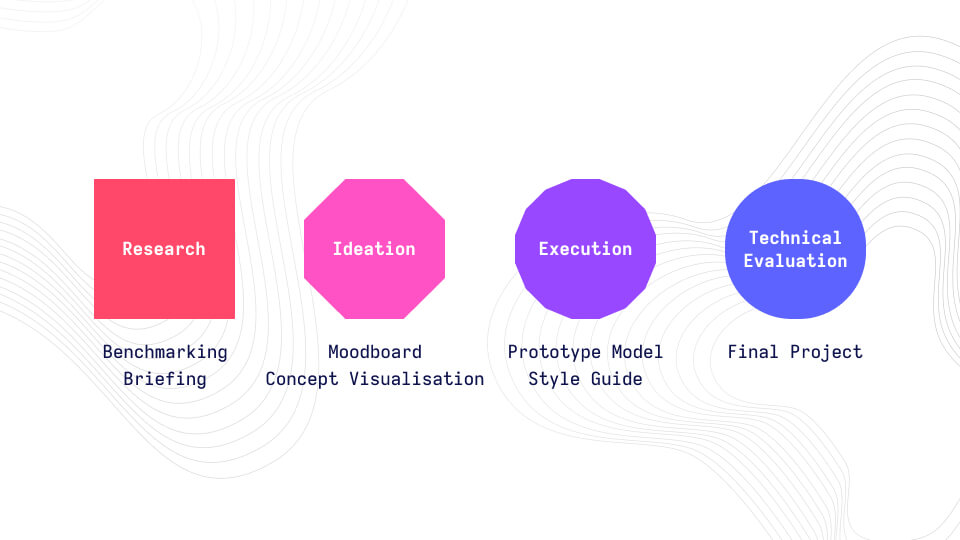 Research
Benchmarking
Briefing
Ideation
Moodboard
Concept Visualisation
Execution
Prototype Model
Style Guide
Technical
Evaluation
Final Project